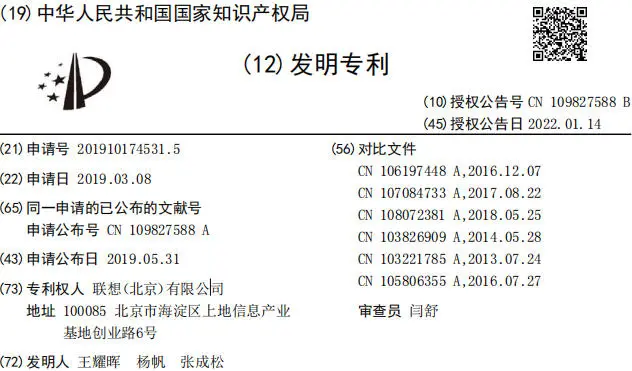 (19)中华人民共和国国家知识产权局
(12)发明专利
(10)授权公告号 CN 109827588 B
(45)授权公告日 2022.01.14
(21)申请号 201910174531.5
(22)申请日 2019.03.08
(65)同一申请的已公布的文献号
申请公布号 CN 109827588 A
(43)申请公布日 2019.05.31
(73)专利权人 联想(北京)有限公司
地址 100085 北京市海淀区上地信息产业
基地创业路6号
(72)发明人 王耀晖 杨帆 张成松
(56)对比文件
CN 106197448 A,2016.12.07
CN 107084733 A,2017.08.22
CN 108072381 A,2018.05.25
CN 103826909 A,2014.05.28
CN 103221785 A,2013.07.24
CN 105806355 A,2016.07.27
审查员 闫舒